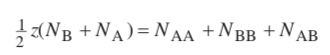 ½z(N_B + N_A) = N_AA + N_BB + N_AB